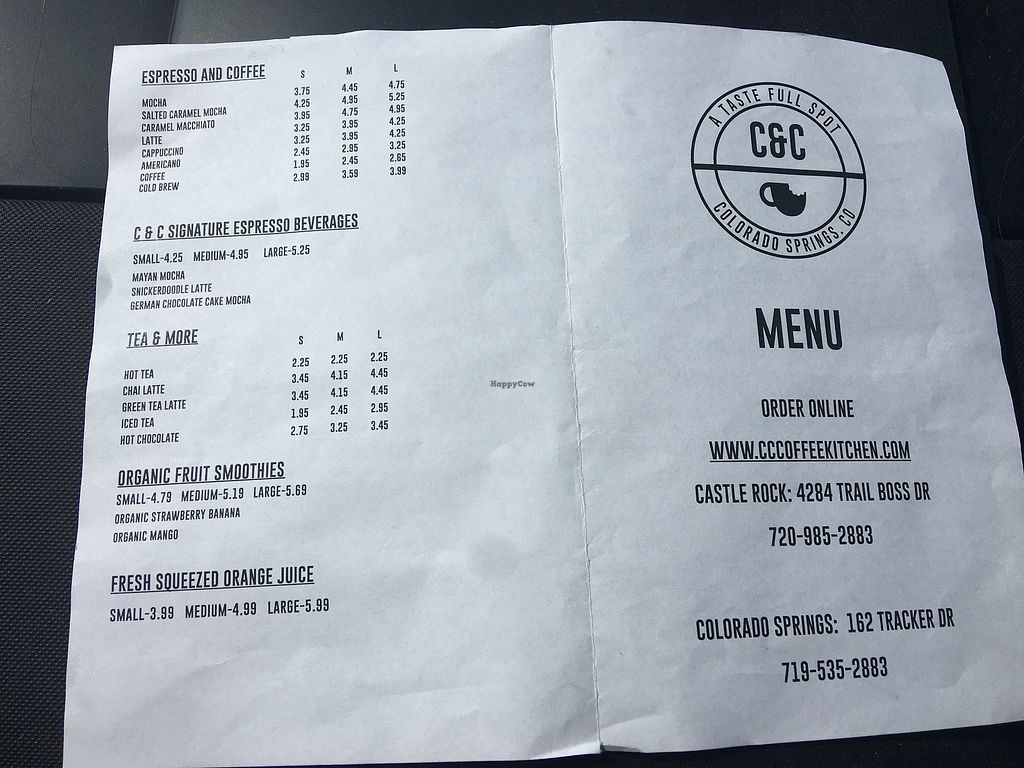 ESPRESSO AND COFFEE S M L
MOCHA 3.75 4.45 4.75
SALTED CARAMEL MOCHA 4.25 4.95 5.25
CARAMEL MACCHIATO 3.95 4.75 4.95
LATTE 3.25 3.95 4.25
CAPPUCCINO 3.25 3.95 4.25
AMERICANO 2.45 2.95 3.25
COFFEE 1.95 2.45 2.65
COLD BREW 2.99 3.59 3.99
C & C SIGNATURE ESPRESSO BEVERAGES
SMALL-4.25 MEDIUM-4.95 LARGE-5.25
MAYAN MOCHA
SNICKERDOODLE LATTE
GERMAN CHOCOLATE CAKE MOCHA
TEA & MORE S M L
HOT TEA 2.25 2.25 2.25
CHAI LATTE 3.45 4.15 4.45
GREEN TEA LATTE 3.45 4.15 4.45
ICED TEA 1.95 2.45 2.95
HOT CHOCOLATE 2.75 3.25 3.45
ORGANIC FRUIT SMOOTHIES
SMALL-4.79 MEDIUM-5.19 LARGE-5.69
ORGANIC STRAWBERRY BANANA
ORGANIC MANGO
FRESH SQUEEZED ORANGE JUICE
SMALL-3.99 MEDIUM-4.99 LARGE-5.99
A TASTE FULL SPOT
C&C
COLORADO SPRINGS, CO
MENU
ORDER ONLINE
WWW.CCCOFFEEKITCHEN.COM
CASTLE ROCK: 4284 TRAIL BOSS DR
720-985-2883
COLORADO SPRINGS: 162 TRACKER DR
719-535-2883
HappyCow